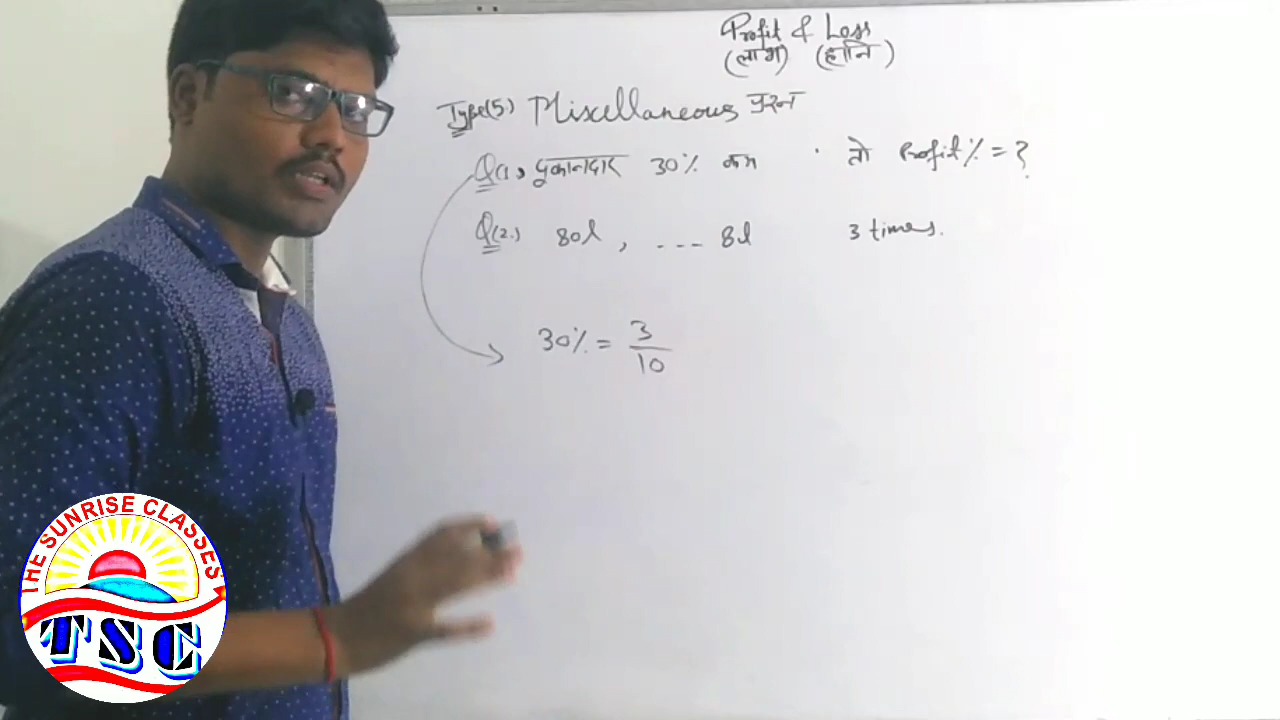 Profit & Loss
(लाभ) (हानि)
Type(5.) Miscellaneous प्रश्न
Q(1) दुकानदार 30% कम तो Profit% = ?
Q(2.) 80l, --- 8l 3 times.
30% = 3/10
THE SUNRISE CLASSES
TSC